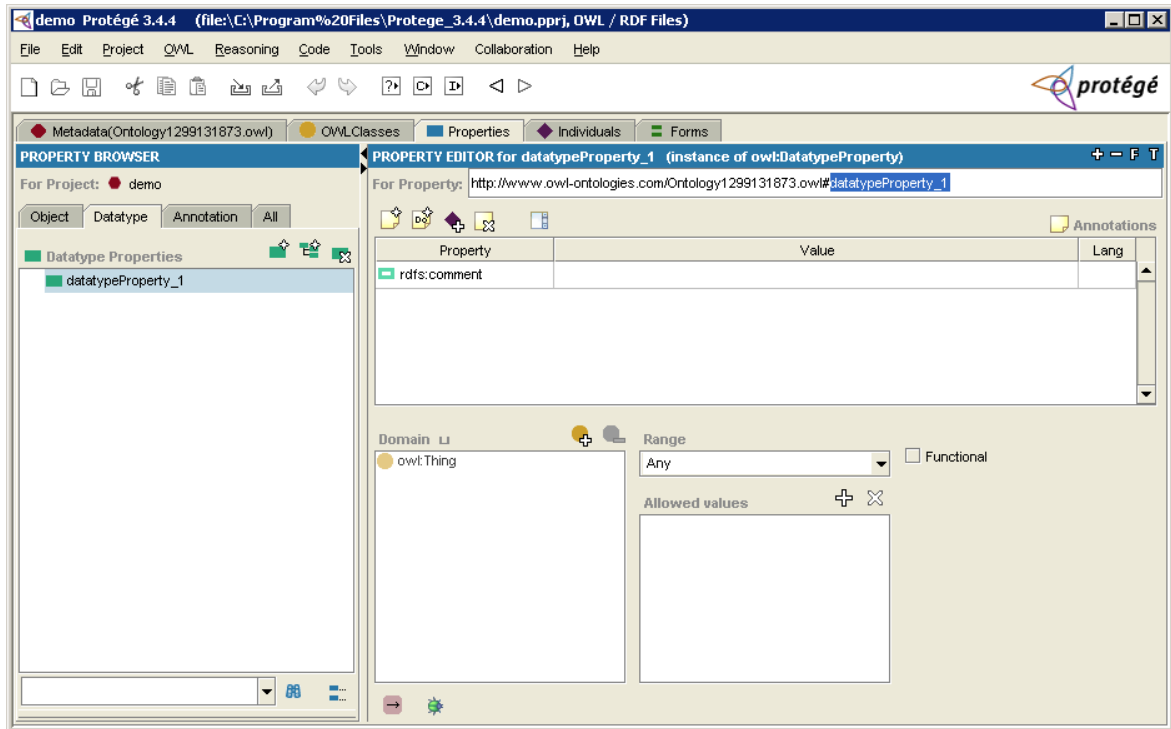 demo Protégé 3.4.4 (file:\C:\Program%20Files\Protege_3.4.4\demo.pprj, OWL / RDF Files)
File Edit Project OWL Reasoning Code Tools Window Collaboration Help
protégé
Metadata(Ontology1299131873.owl) OWLClasses Properties Individuals Forms
PROPERTY BROWSER
For Project: demo
Object Datatype Annotation All
Datatype Properties
datatypeProperty_1
PROPERTY EDITOR for datatypeProperty_1 (instance of owl:DatatypeProperty)
+ − F T
For Property: http://www.owl-ontologies.com/Ontology1299131873.owl#datatypeProperty_1
Annotations
Property Value Lang
rdfs:comment
Domain ⊔
owl:Thing
Range
Any
Functional
Allowed values